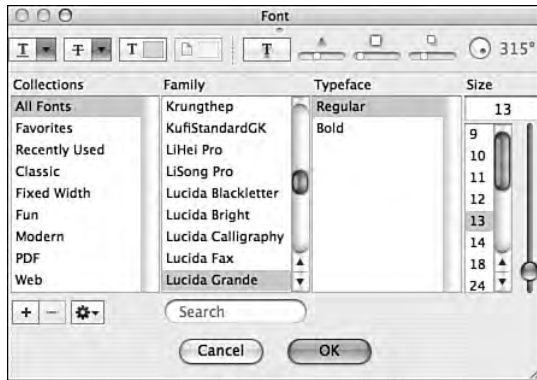 Font
T T T T 315°
Collections Family Typeface Size
All Fonts Krungthep Regular 13
Favorites KufiStandardGK Bold 9
Recently Used LiHei Pro 10
Classic LiSong Pro 11
Fixed Width Lucida Blackletter 12
Fun Lucida Bright 13
Modern Lucida Calligraphy 14
PDF Lucida Fax 18
Web Lucida Grande 24
+ − Search
Cancel OK